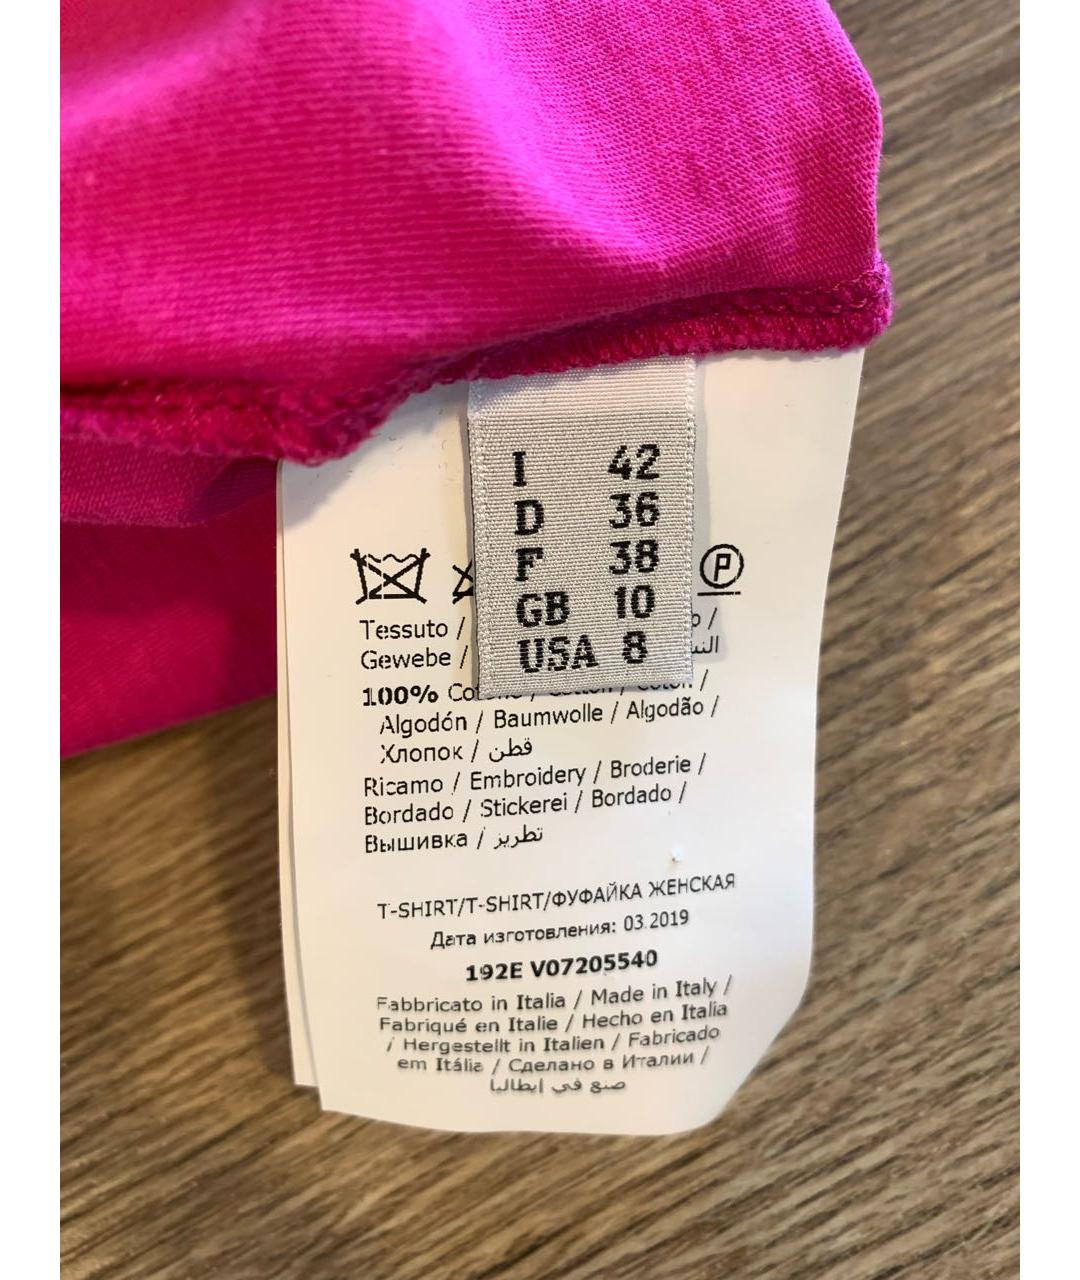 I 42
D 36
F 38
GB 10
USA 8
P
Tessuto /
Gewebe /
100% / Cotton / /
Algodón / Baumwolle / Algodão /
Хлопок / قطن
Ricamo / Embroidery / Broderie /
Bordado / Stickerei / Bordado /
Вышивка / تطريز
T-SHIRT/T-SHIRT/ФУФАЙКА ЖЕНСКАЯ
Дата изготовления: 03.2019
192E V07205540
Fabbricato in Italia / Made in Italy /
Fabriqué en Italie / Hecho en Italia
/ Hergestellt in Italien / Fabricado
em Itália / Сделано в Италии /
صنع في إيطاليا